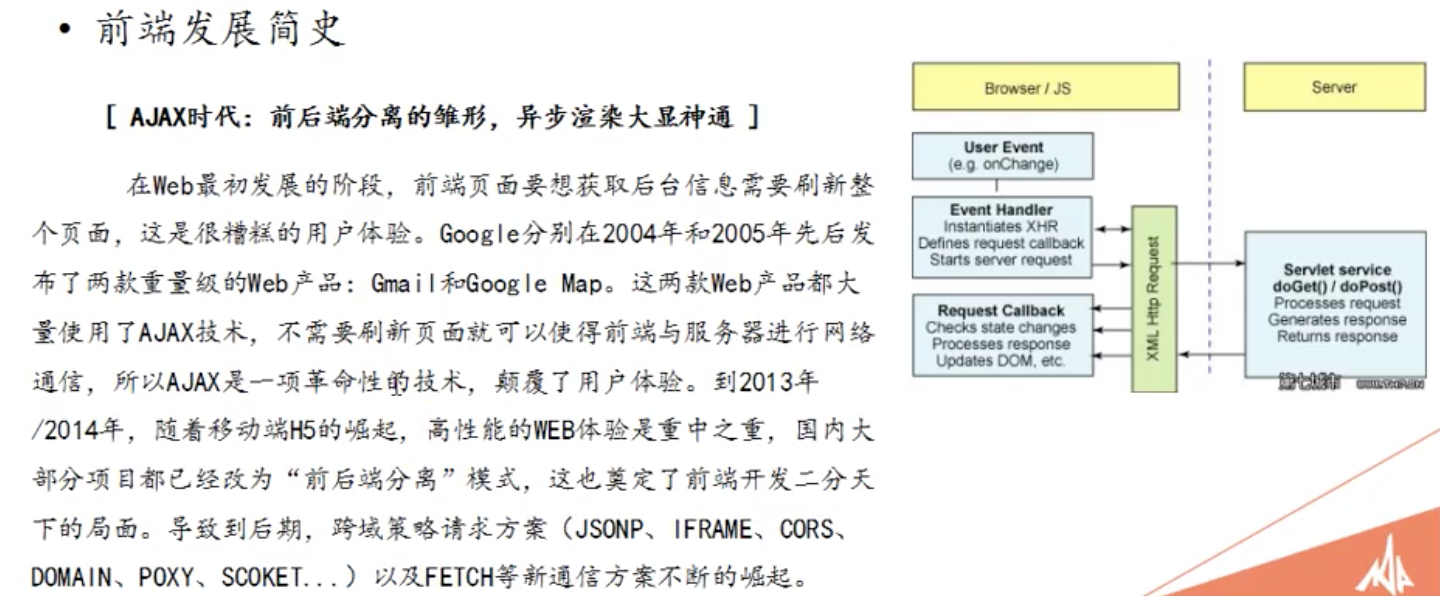 • 前端发展简史
[ AJAX时代：前后端分离的雏形，异步渲染大显神通 ]
在Web最初发展的阶段，前端页面要想获取后台信息需要刷新整
个页面，这是很糟糕的用户体验。Google分别在2004年和2005年先后发
布了两款重量级的Web产品：Gmail和Google Map。这两款Web产品都大
量使用了AJAX技术，不需要刷新页面就可以使得前端与服务器进行网络
通信，所以AJAX是一项革命性的技术，颠覆了用户体验。到2013年
/2014年，随着移动端H5的崛起，高性能的WEB体验是重中之重，国内大
部分项目都已经改为“前后端分离”模式，这也奠定了前端开发二分天
下的局面。导致到后期，跨域策略请求方案（JSONP、IFRAME、CORS、
DOMAIN、POXY、SCOKET...）以及FETCH等新通信方案不断的崛起。
Browser / JS
Server
User Event
(e.g. onChange)
Event Handler
Instantiates XHR
Defines request callback
Starts server request
Request Callback
Checks state changes
Processes response
Updates DOM, etc.
XML Http Request
Servlet service
doGet() / doPost()
Processes request
Generates response
Returns response
第七城市